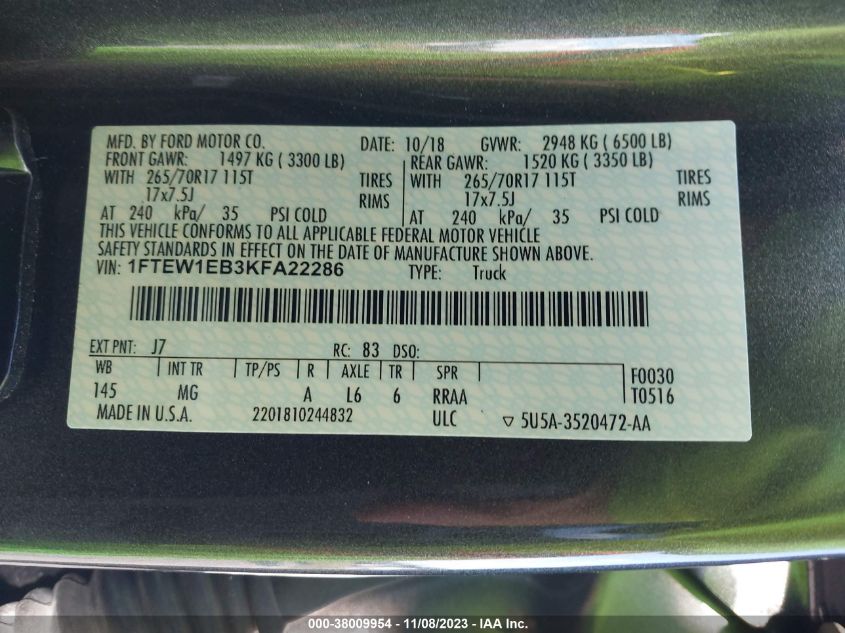 MFD. BY FORD MOTOR CO. DATE: 10/18 GVWR: 2948 KG ( 6500 LB)
FRONT GAWR: 1497 KG ( 3300 LB) REAR GAWR: 1520 KG ( 3350 LB)
WITH 265/70R17 115T TIRES WITH 265/70R17 115T TIRES
17x7.5J RIMS 17x7.5J RIMS
AT 240 kPa/ 35 PSI COLD AT 240 kPa/ 35 PSI COLD
THIS VEHICLE CONFORMS TO ALL APPLICABLE FEDERAL MOTOR VEHICLE
SAFETY STANDARDS IN EFFECT ON THE DATE OF MANUFACTURE SHOWN ABOVE.
VIN: 1FTEW1EB3KFA22286 TYPE: Truck
EXT PNT: J7 RC: 83 DSO:
WB INT TR TP/PS R AXLE TR SPR F0030
145 MG A L6 6 RRAA T0516
MADE IN U.S.A. 2201810244832 ULC ▽ 5U5A-3520472-AA
000-38009954 - 11/08/2023 - IAA Inc.